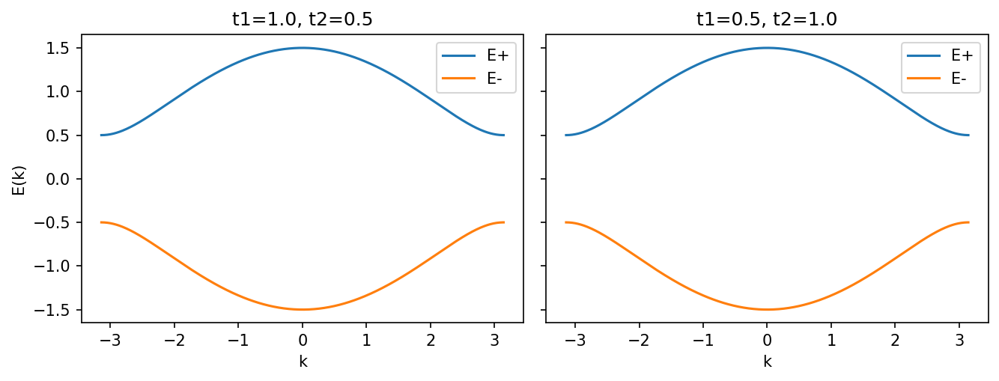 t1=1.0, t2=0.5
E+
E-
1.5
1.0
0.5
0.0
−0.5
−1.0
−1.5
E(k)
−3 −2 −1 0 1 2 3
k
t1=0.5, t2=1.0
E+
E-
−3 −2 −1 0 1 2 3
k